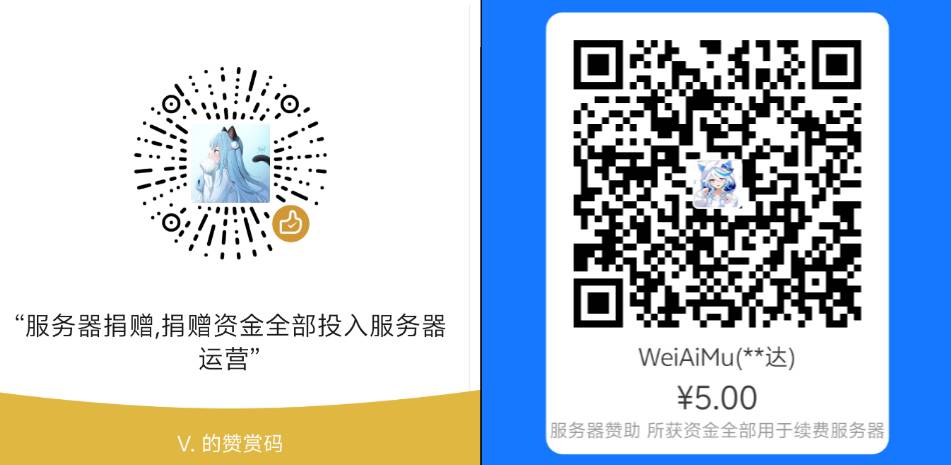 “服务器捐赠,捐赠资金全部投入服务器
运营”
V. 的赞赏码
WeiAiMu(**达)
¥5.00
服务器赞助 所获资金全部用于续费服务器